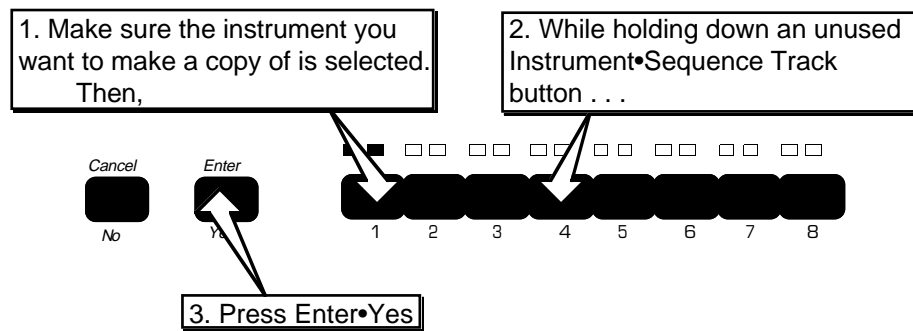 1. Make sure the instrument you
want to make a copy of is selected.
Then,
2. While holding down an unused
Instrument•Sequence Track
button . . .
Cancel
Enter
No
1 2 3 4 5 6 7 8
3. Press Enter•Yes